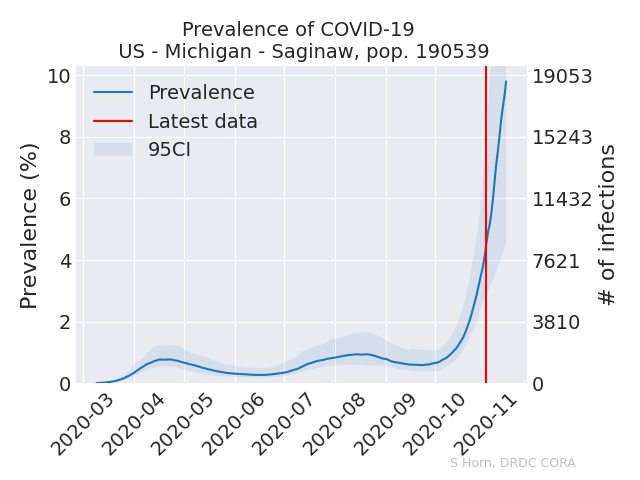 Prevalence of COVID-19
US - Michigan - Saginaw, pop. 190539
Prevalence
Latest data
95CI
Prevalence (%)
10
8
6
4
2
0
19053
15243
11432
7621
3810
0
# of infections
2020-03
2020-04
2020-05
2020-06
2020-07
2020-08
2020-09
2020-10
2020-11
S Horn, DRDC CORA